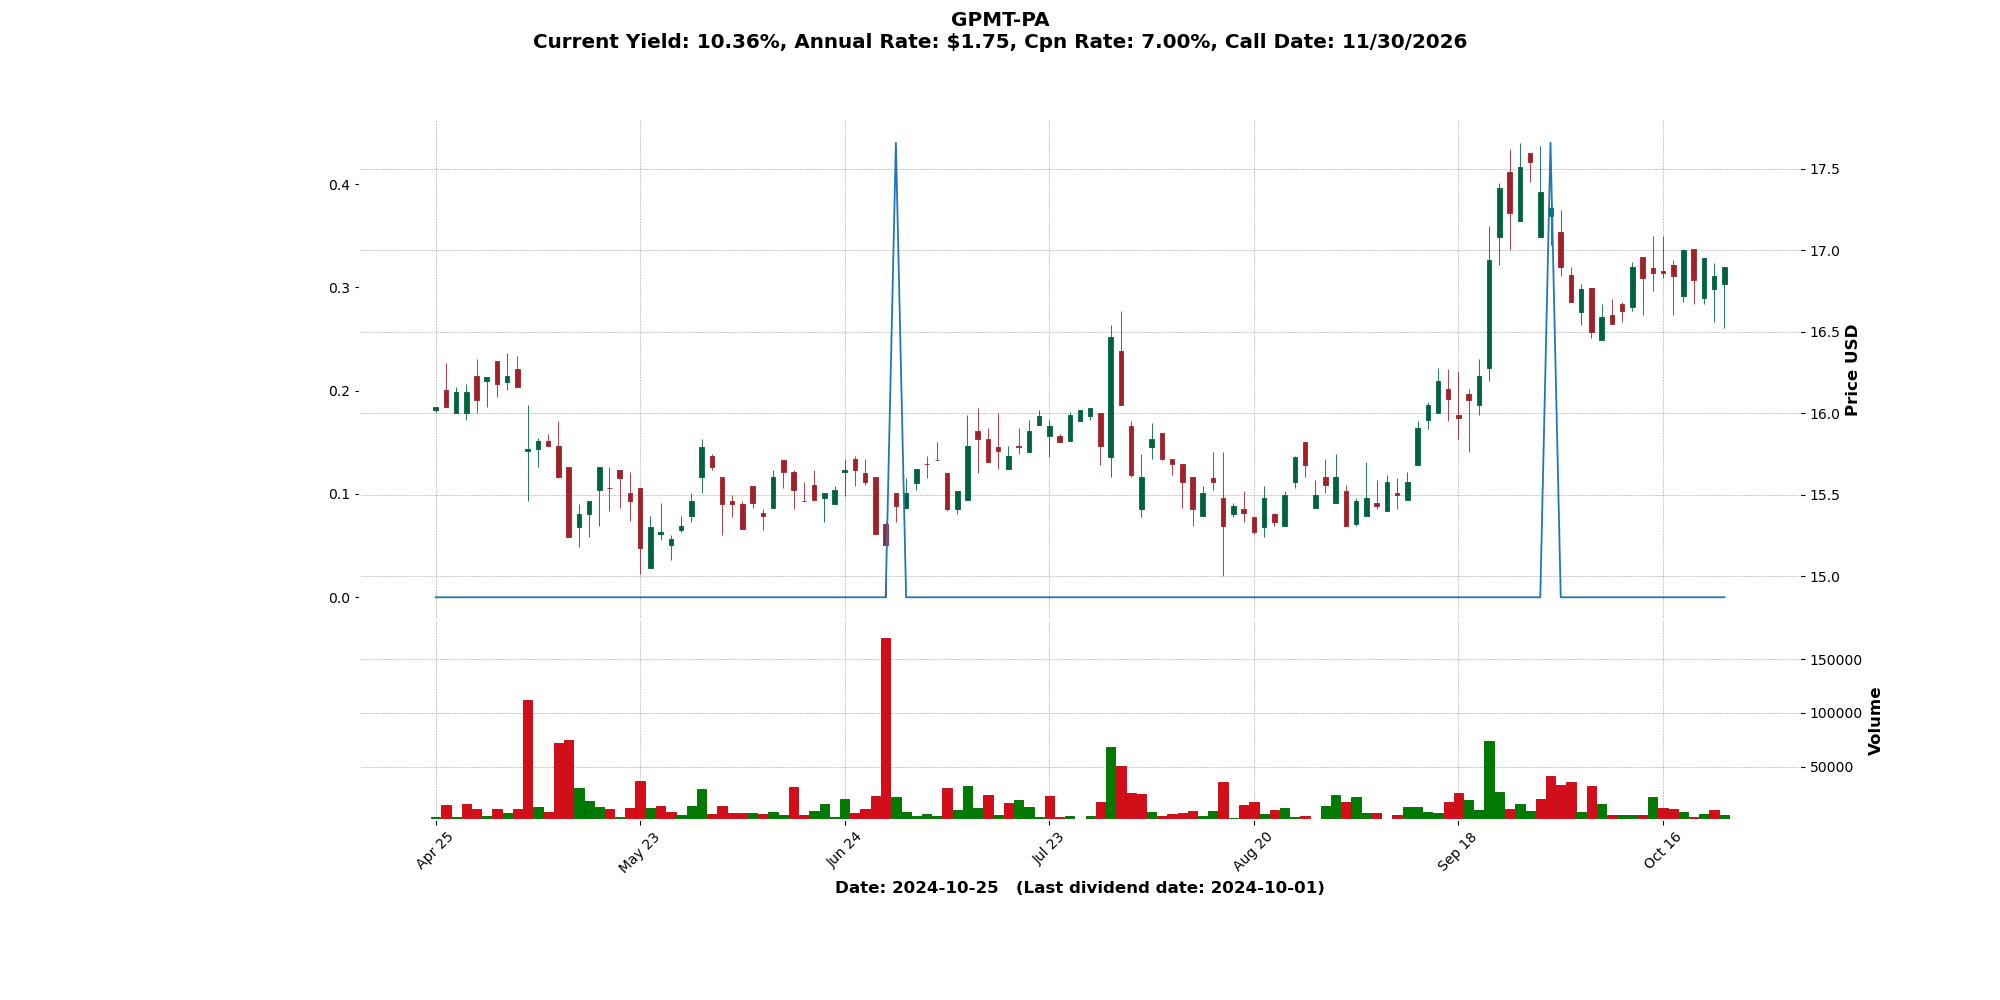 GPMT-PA
Current Yield: 10.36%, Annual Rate: $1.75, Cpn Rate: 7.00%, Call Date: 11/30/2026
0.4
0.3
0.2
0.1
0.0
17.5
17.0
16.5
16.0
15.5
15.0
Price USD
150000
100000
50000
Volume
Apr 25
May 23
Jun 24
Jul 23
Aug 20
Sep 18
Oct 16
Date: 2024-10-25 (Last dividend date: 2024-10-01)